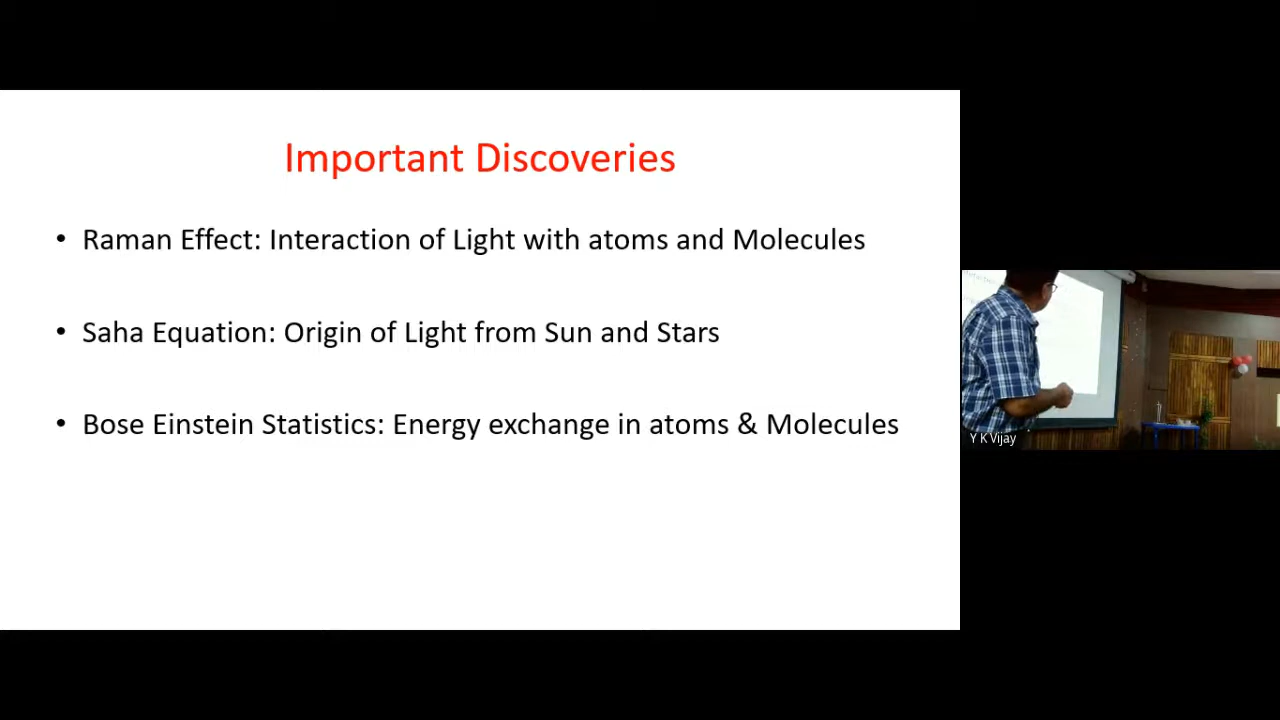 Important Discoveries
• Raman Effect: Interaction of Light with atoms and Molecules
• Saha Equation: Origin of Light from Sun and Stars
• Bose Einstein Statistics: Energy exchange in atoms & Molecules
Y K Vijay